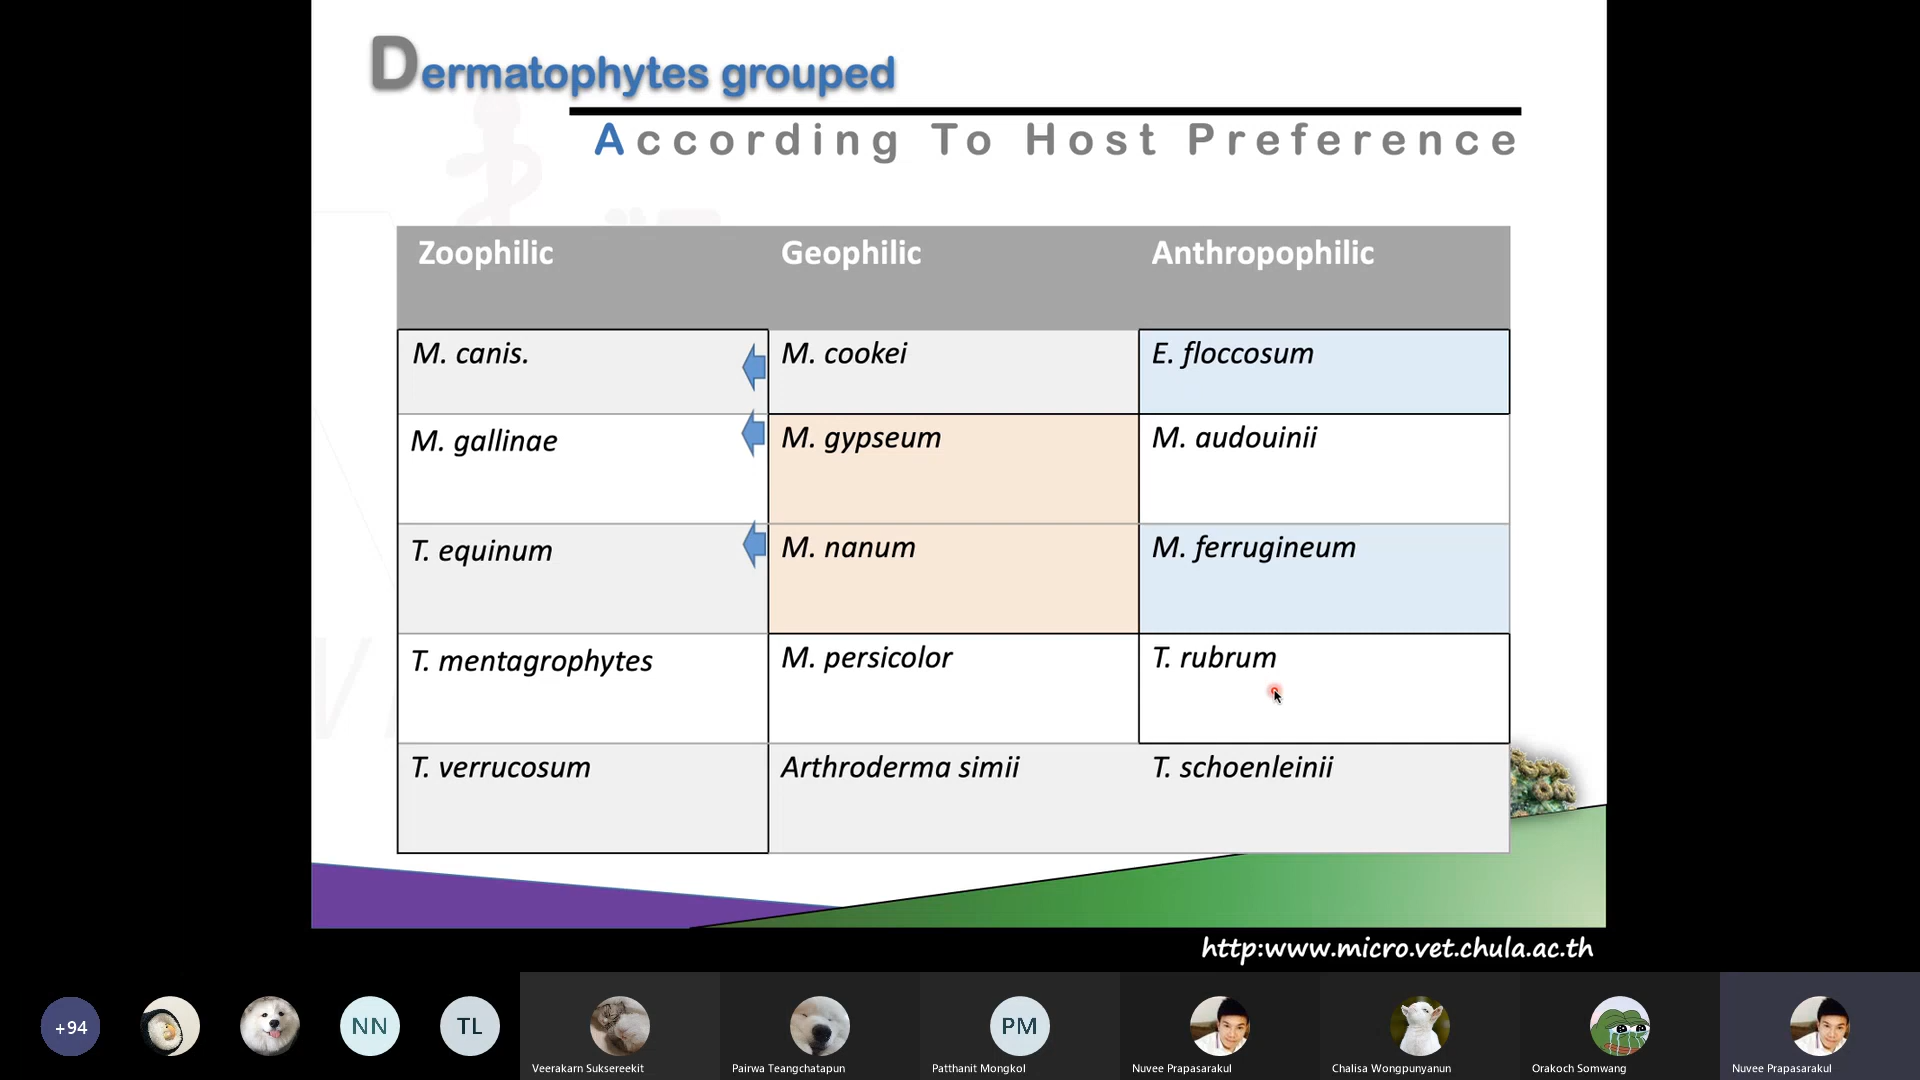 Dermatophytes grouped
According To Host Preference
Zoophilic Geophilic Anthropophilic
M. canis. M. cookei E. floccosum
M. gallinae M. gypseum M. audouinii
T. equinum M. nanum M. ferrugineum
T. mentagrophytes M. persicolor T. rubrum
T. verrucosum Arthroderma simii T. schoenleinii
http:www.micro.vet.chula.ac.th
+94 NN TL PM
Veerakarn Suksereekit Pairwa Teangchatapun Patthanit Mongkol Nuvee Prapasarakul Chalisa Wongpunyanun Orakoch Somwang Nuvee Prapasarakul